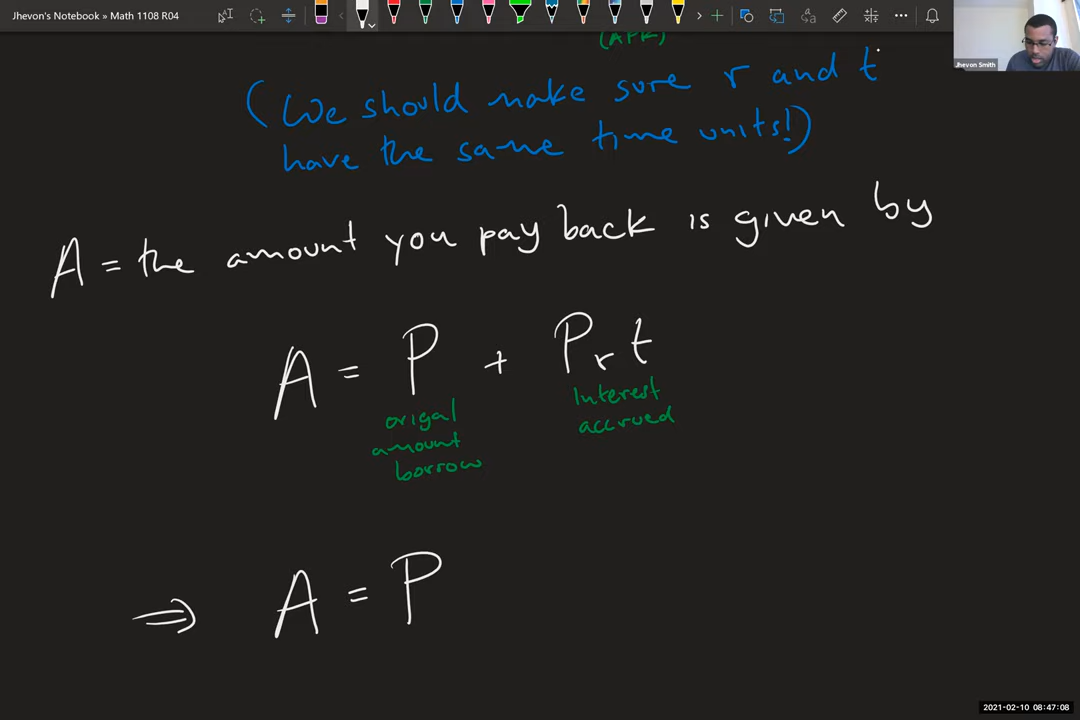 Jhevon's Notebook » Math 1108 R04
Jhevon Smith
(APR)
(We should make sure r and t
have the same time units!)
A = the amount you pay back is given by
A = P + Prt
origal
amount
borrow
Interest
accrued
⇒ A = P
2021-02-10 08:47:08